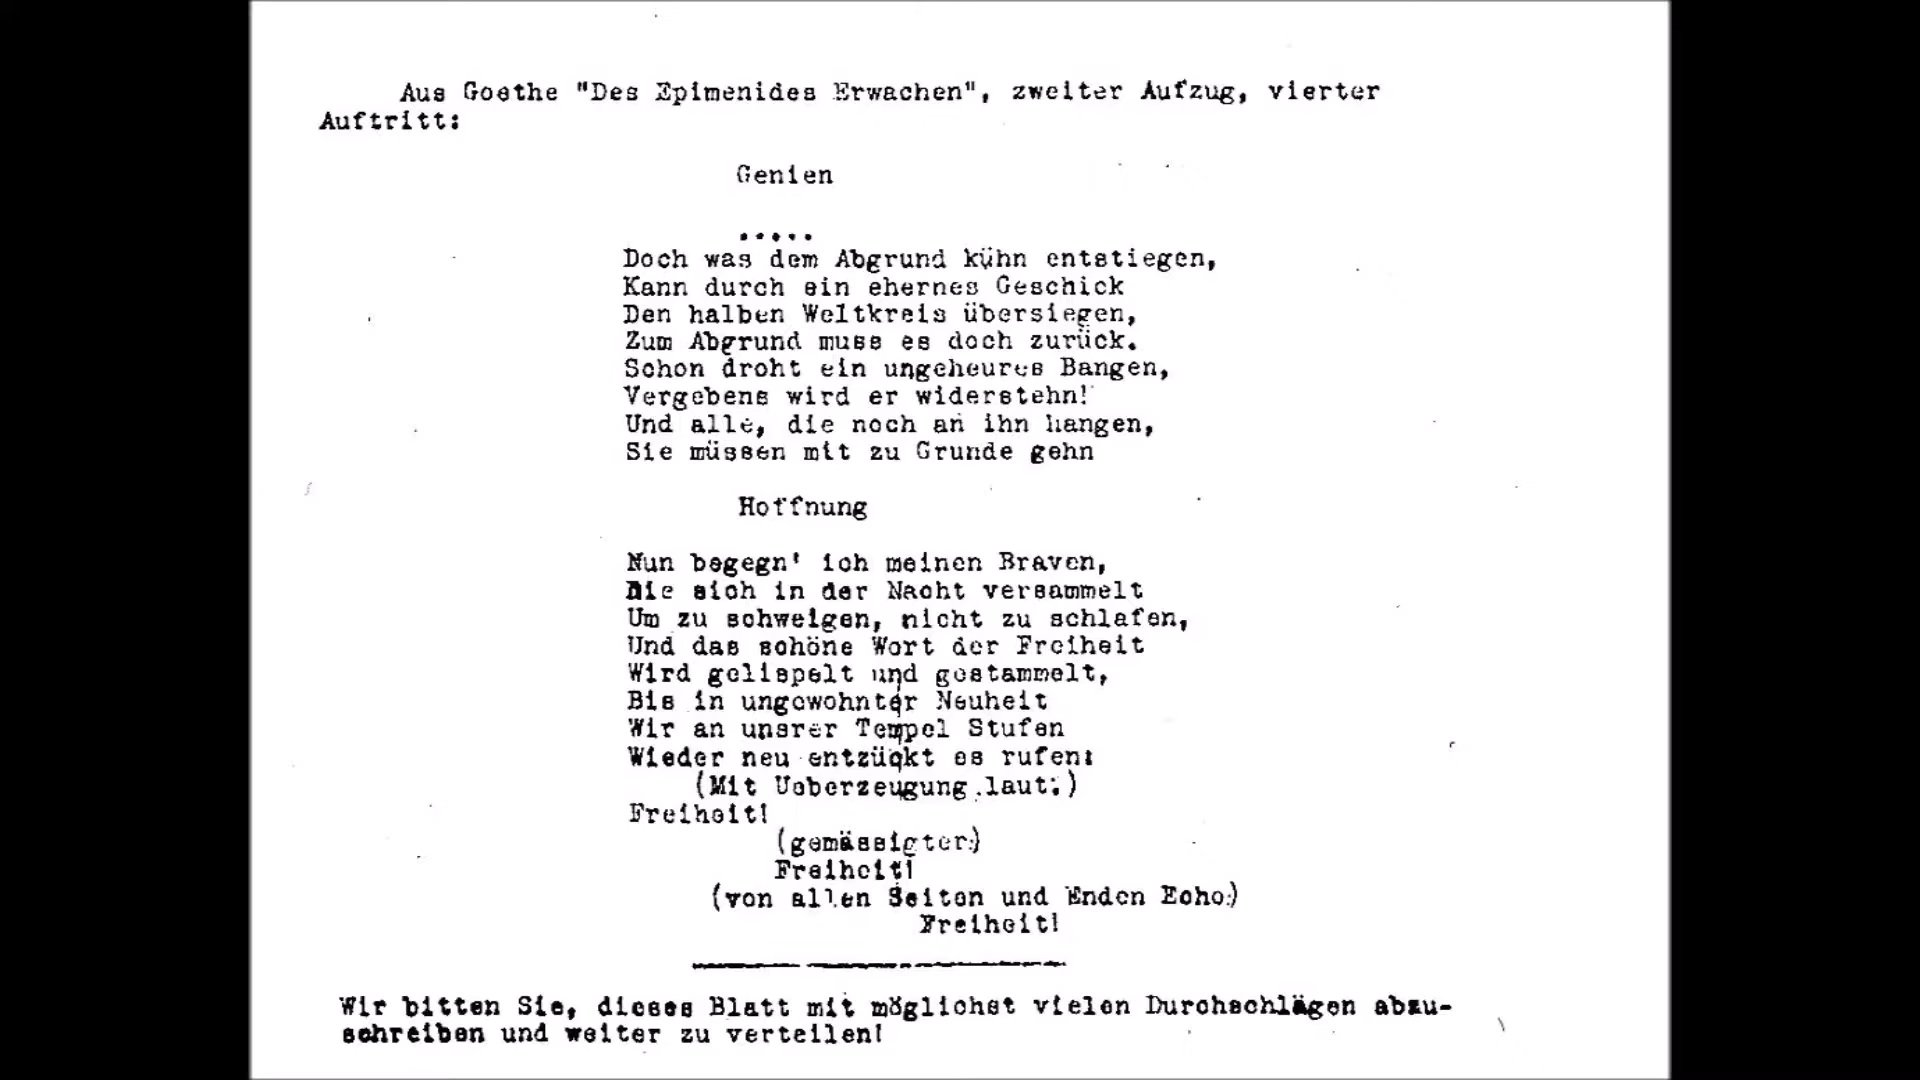 Aus Goethe "Des Epimenides Erwachen", zweiter Aufzug, vierter
Auftritt:
Genien
.....
Doch was dem Abgrund kühn entstiegen,
Kann durch ein ehernes Geschick
Den halben Weltkreis übersiegen,
Zum Abgrund muss es doch zurück.
Schon droht ein ungeheures Bangen,
Vergebens wird er widerstehn!
Und alle, die noch an ihn hangen,
Sie müssen mit zu Grunde gehn
Hoffnung
Nun begegn' ich meinen Braven,
Die sich in der Nacht versammelt
Um zu schweigen, nicht zu schlafen,
Und das schöne Wort der Freiheit
Wird gelispelt und gestammelt,
Bis in ungewohnter Neuheit
Wir an unsrer Tempel Stufen
Wieder neu entzückt es rufen:
(Mit Ueberzeugung laut:)
Freiheit!
(gemässigter:)
Freiheit!
(von allen Seiten und Enden Echo:)
Freiheit!
Wir bitten Sie, dieses Blatt mit möglichst vielen Durchschlägen abzu-
schreiben und weiter zu verteilen!